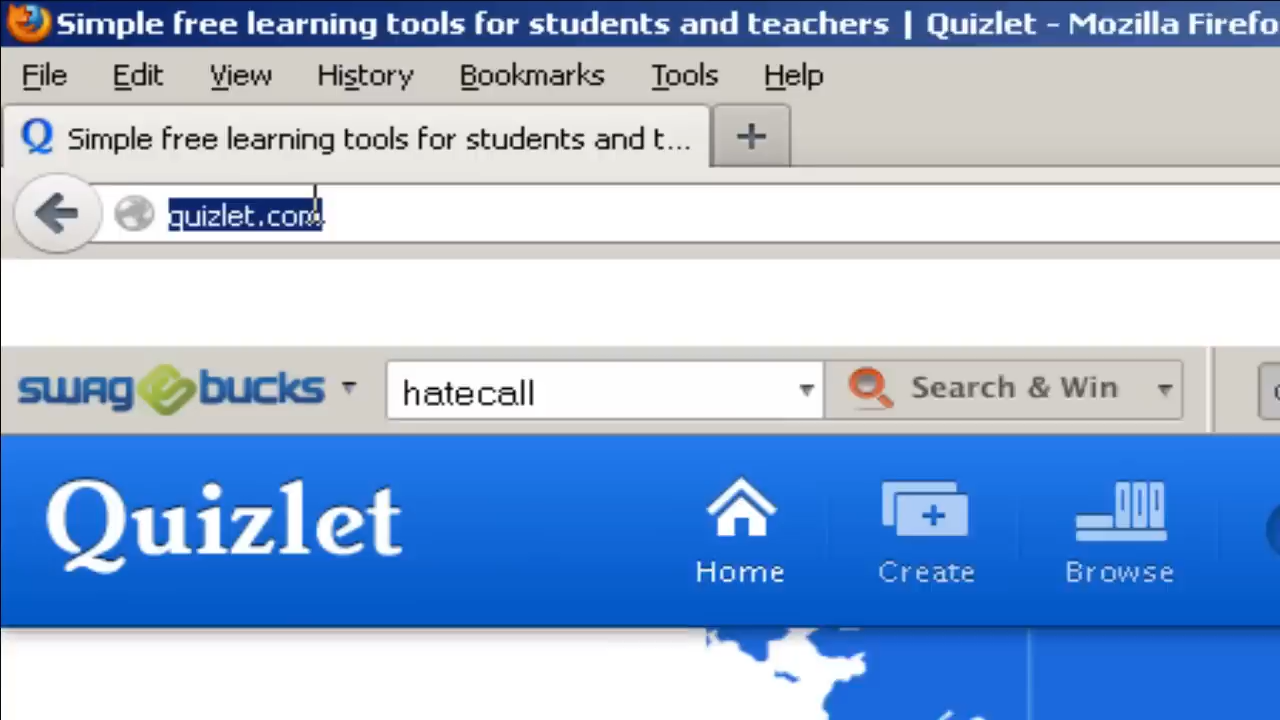 Simple free learning tools for students and teachers | Quizlet - Mozilla Firefo
File Edit View History Bookmarks Tools Help
Q Simple free learning tools for students and t... +
quizlet.com
swagbucks hatecall Search & Win
Quizlet Home Create Browse